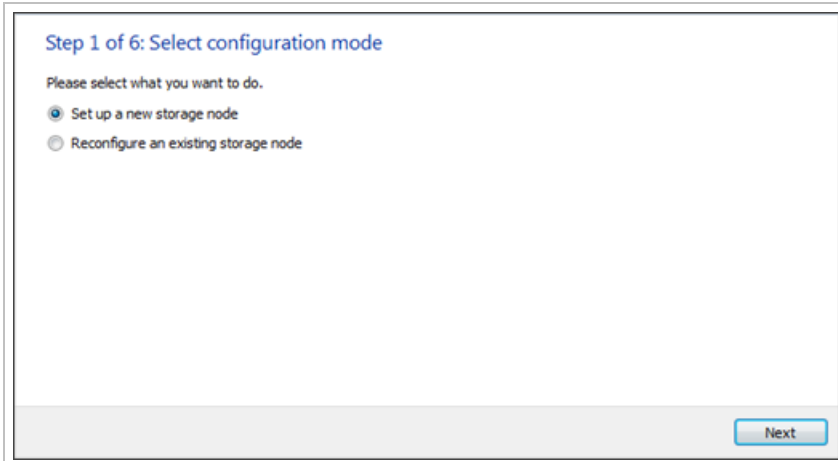 Step 1 of 6: Select configuration mode
Please select what you want to do.
Set up a new storage node
Reconfigure an existing storage node
Next